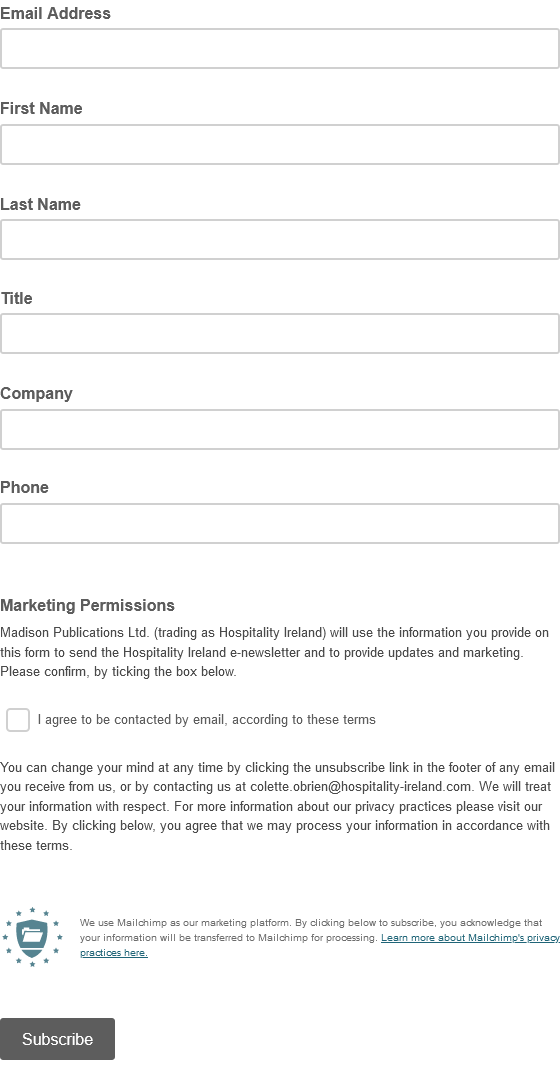 Email Address
First Name
Last Name
Title
Company
Phone
Marketing Permissions
Madison Publications Ltd. (trading as Hospitality Ireland) will use the information you provide on
this form to send the Hospitality Ireland e-newsletter and to provide updates and marketing.
Please confirm, by ticking the box below.
I agree to be contacted by email, according to these terms
You can change your mind at any time by clicking the unsubscribe link in the footer of any email
you receive from us, or by contacting us at colette.obrien@hospitality-ireland.com. We will treat
your information with respect. For more information about our privacy practices please visit our
website. By clicking below, you agree that we may process your information in accordance with
these terms.
We use Mailchimp as our marketing platform. By clicking below to subscribe, you acknowledge that
your information will be transferred to Mailchimp for processing. Learn more about Mailchimp's privacy
practices here.
Subscribe